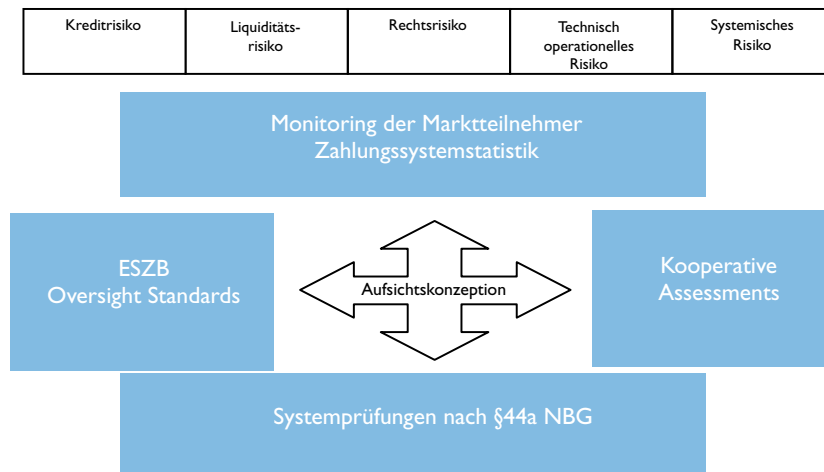 Kreditrisiko
Liquiditäts-
risiko
Rechtsrisiko
Technisch
operationelles
Risiko
Systemisches
Risiko
Monitoring der Marktteilnehmer
Zahlungssystemstatistik
ESZB
Oversight Standards
Aufsichtskonzeption
Kooperative
Assessments
Systemprüfungen nach §44a NBG